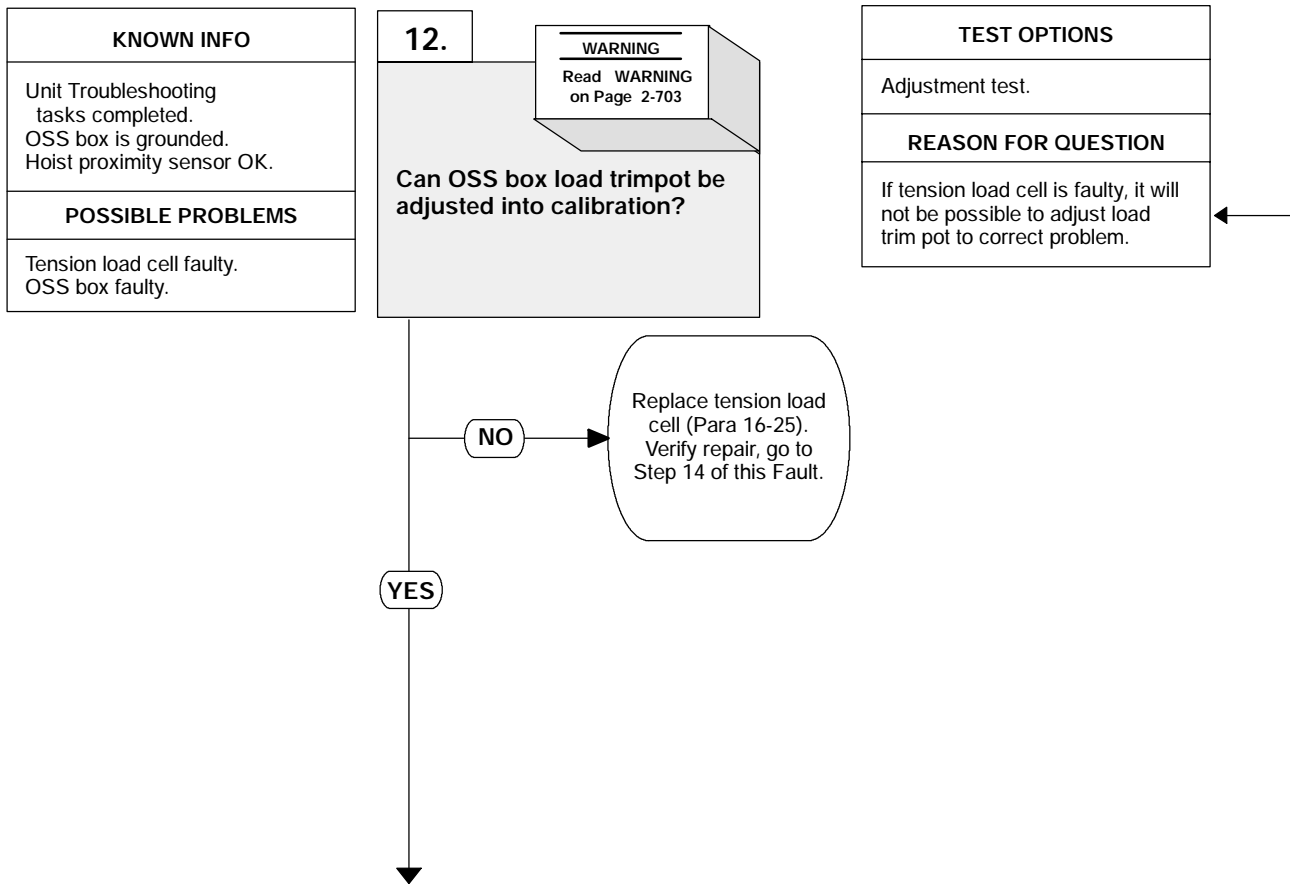 KNOWN INFO
Unit Troubleshooting
tasks completed.
OSS box is grounded.
Hoist proximity sensor OK.
POSSIBLE PROBLEMS
Tension load cell faulty.
OSS box faulty.
12.
WARNING
Read WARNING
on Page 2-703
Can OSS box load trimpot be
adjusted into calibration?
TEST OPTIONS
Adjustment test.
REASON FOR QUESTION
If tension load cell is faulty, it will
not be possible to adjust load
trim pot to correct problem.
NO
Replace tension load
cell (Para 16-25).
Verify repair, go to
Step 14 of this Fault.
YES